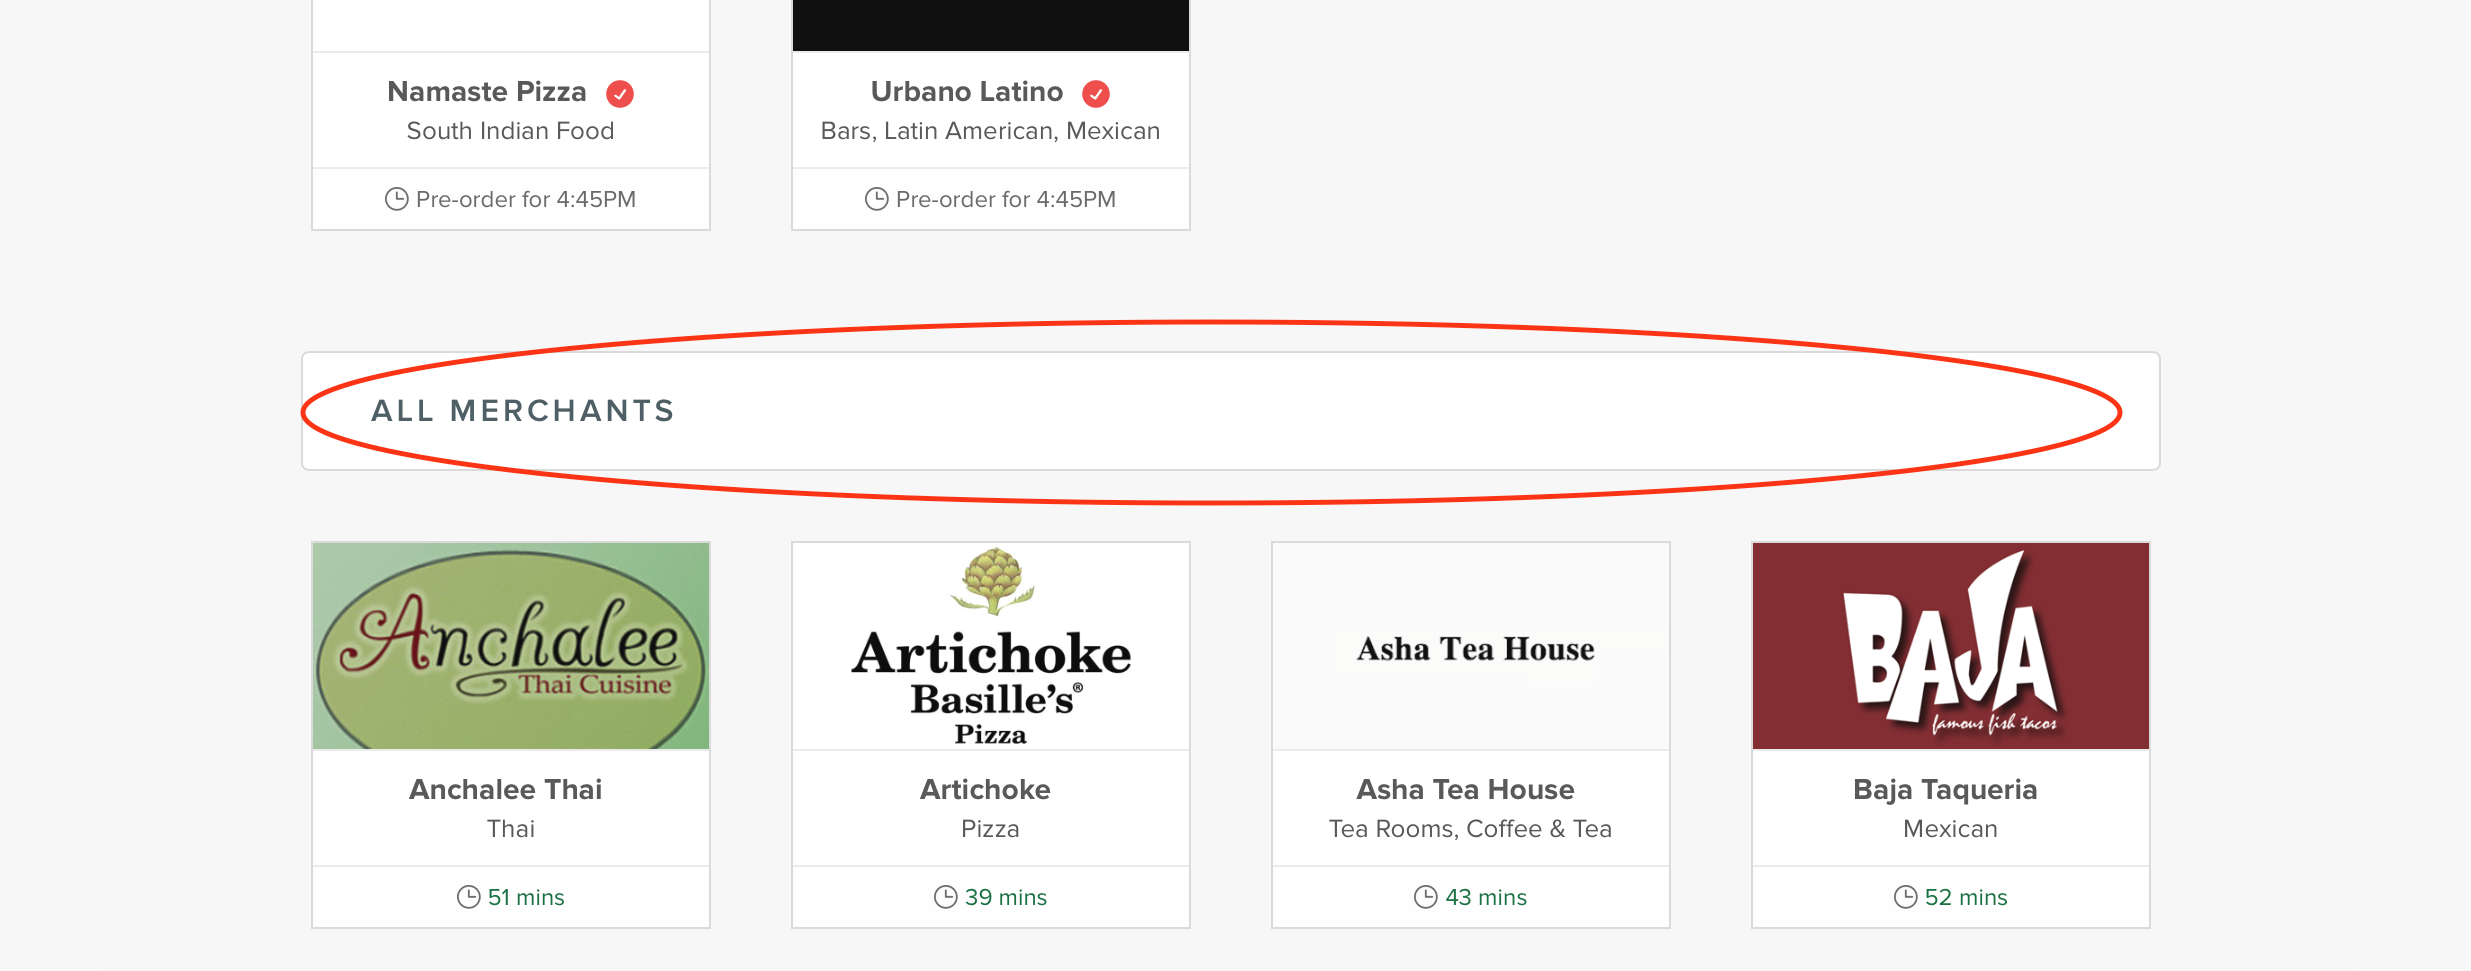 Namaste Pizza
South Indian Food
Pre-order for 4:45PM
Urbano Latino
Bars, Latin American, Mexican
Pre-order for 4:45PM
ALL MERCHANTS
Anchalee
Thai Cuisine
Anchalee Thai
Thai
51 mins
Artichoke
Basille's®
Pizza
Artichoke
Pizza
39 mins
Asha Tea House
Asha Tea House
Tea Rooms, Coffee & Tea
43 mins
BAJA
famous fish tacos
Baja Taqueria
Mexican
52 mins